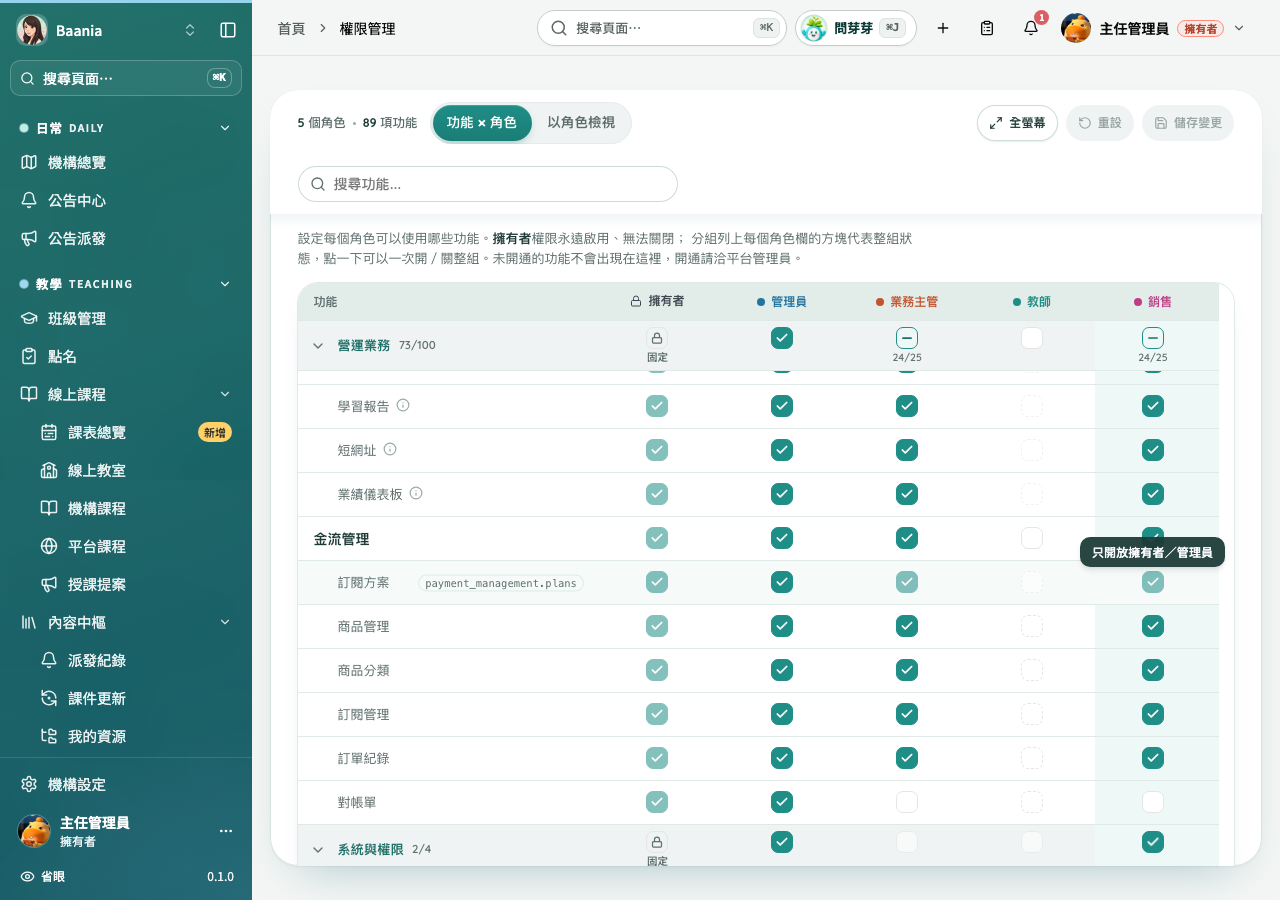 Baania
搜尋頁面… ⌘K
日常 DAILY
機構總覽
公告中心
公告派發
教學 TEACHING
班級管理
點名
線上課程
課表總覽 新增
線上教室
機構課程
平台課程
授課提案
內容中樞
派發紀錄
課件更新
我的資源
機構設定
主任管理員
擁有者
省眼 0.1.0
首頁 > 權限管理
搜尋頁面… ⌘K
問芽芽 ⌘J
1
主任管理員 擁有者
5 個角色 • 89 項功能
功能 × 角色 以角色檢視
全螢幕 重設 儲存變更
搜尋功能...
設定每個角色可以使用哪些功能。擁有者權限永遠啟用、無法關閉； 分組列上每個角色欄的方塊代表整組狀
態，點一下可以一次開 / 關整組。未開通的功能不會出現在這裡，開通請洽平台管理員。
功能 擁有者 管理員 業務主管 教師 銷售
營運業務 73/100 固定 24/25 24/25
學習報告
短網址
業績儀表板
金流管理
只開放擁有者／管理員
訂閱方案 payment_management.plans
商品管理
商品分類
訂閱管理
訂單紀錄
對帳單
系統與權限 2/4 固定